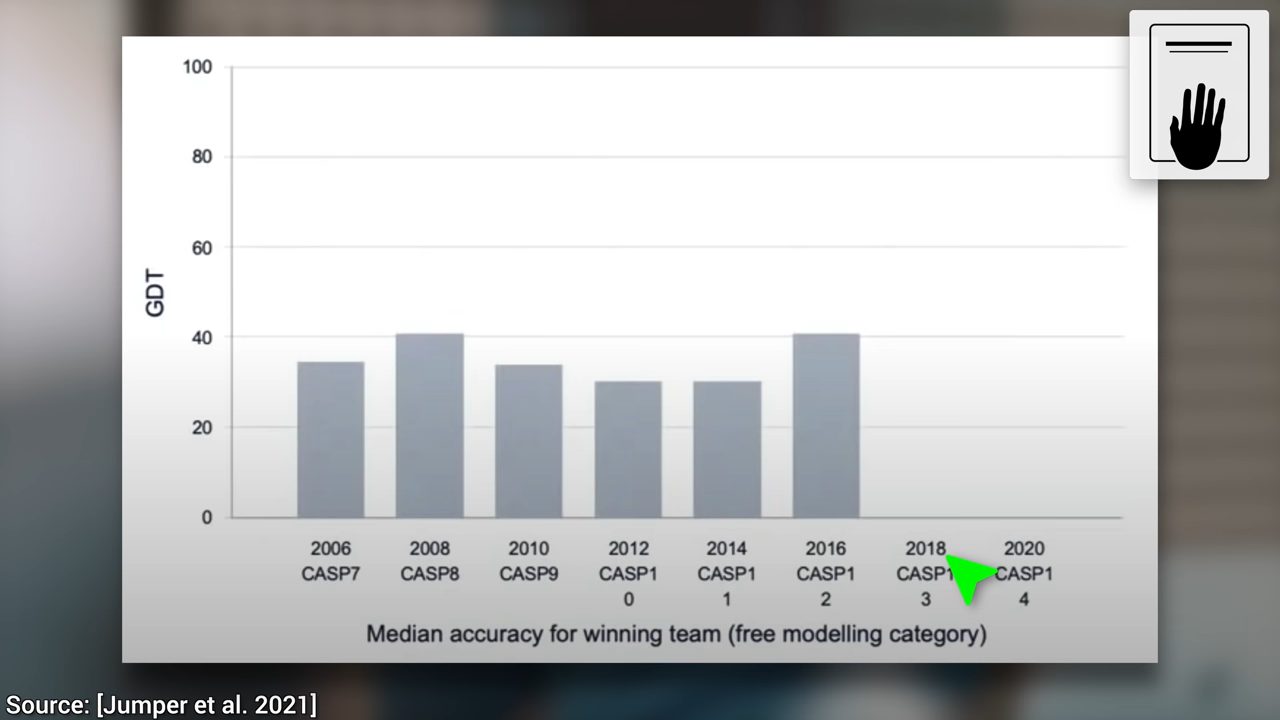 100
80
60
40
20
0
GDT
2006 2008 2010 2012 2014 2016 2018 2020
CASP7 CASP8 CASP9 CASP1 CASP1 CASP1 CASP1 CASP1
0 1 2 3 4
Median accuracy for winning team (free modelling category)
Source: [Jumper et al. 2021]